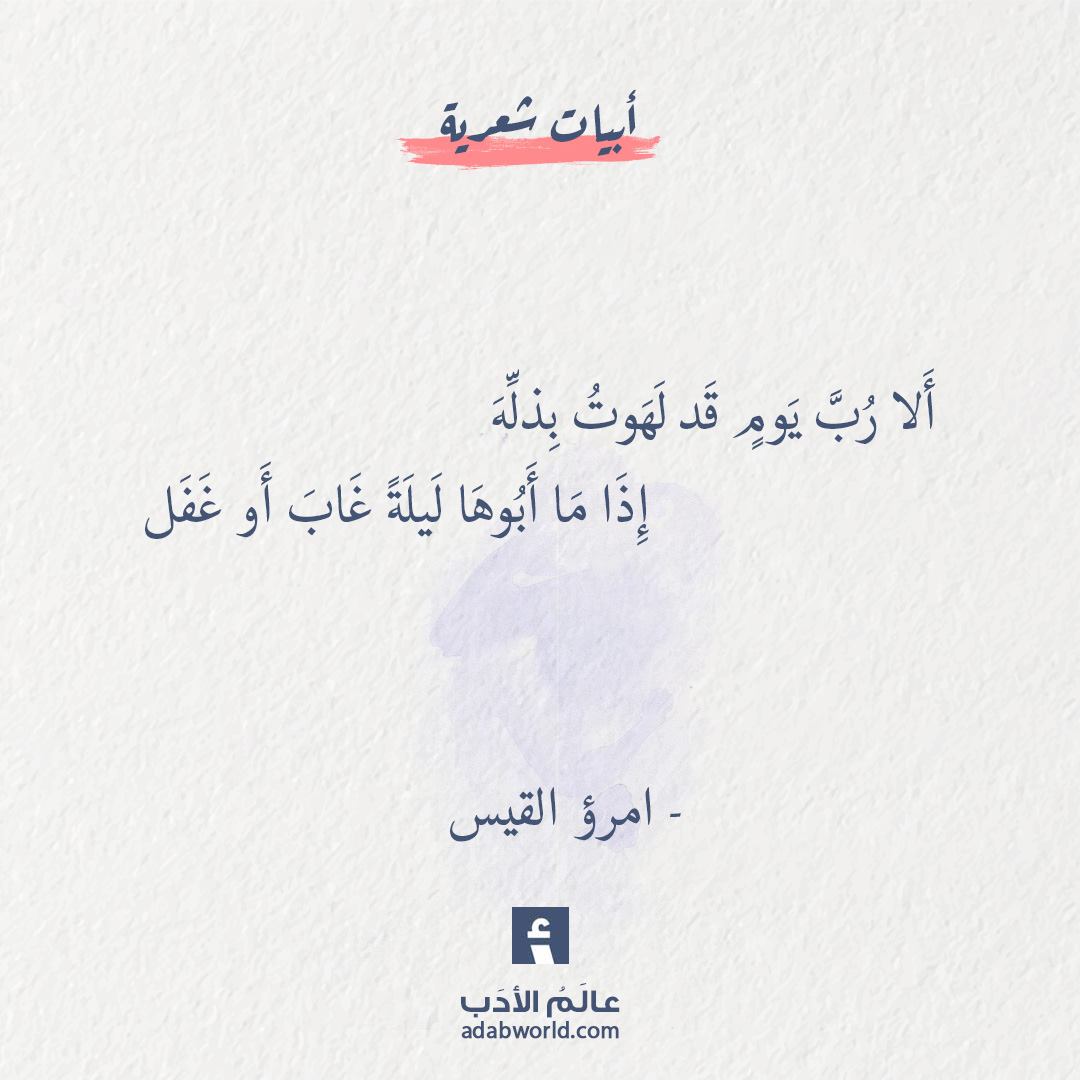 أبيات شعرية
أَلا رُبَّ يَومٍ قَد لَهَوتُ بِذلِّهَ
إِذَا مَا أَبُوهَا لَيلَةً غَابَ أَو غَفَل
- امرؤ القيس
أ
عالَمُ الأدَب
adabworld.com